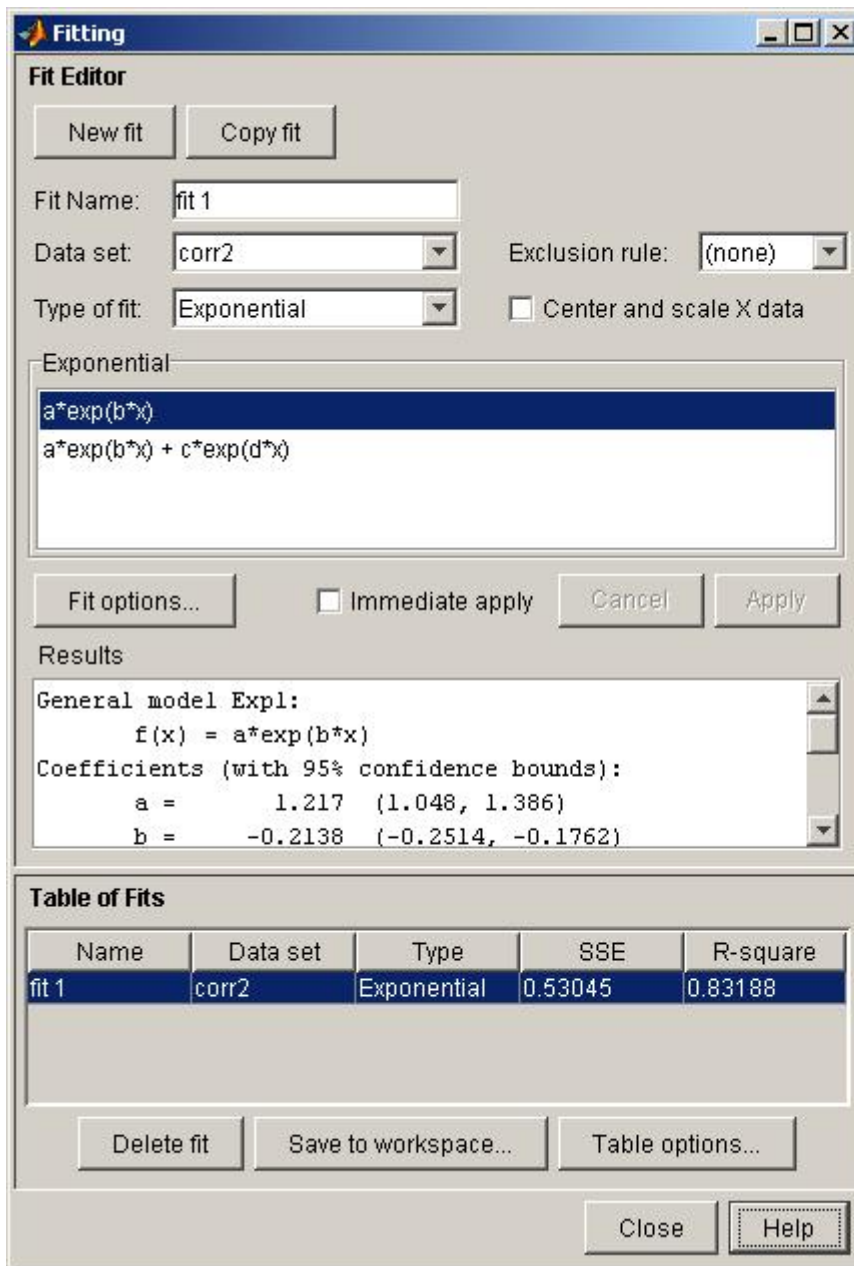 Fitting
Fit Editor
New fit Copy fit
Fit Name: fit 1
Data set: corr2 Exclusion rule: (none)
Type of fit: Exponential Center and scale X data
Exponential
a*exp(b*x)
a*exp(b*x) + c*exp(d*x)
Fit options... Immediate apply Cancel Apply
Results
General model Exp1:
f(x) = a*exp(b*x)
Coefficients (with 95% confidence bounds):
a = 1.217 (1.048, 1.386)
b = -0.2138 (-0.2514, -0.1762)
Table of Fits
Name Data set Type SSE R-square
fit 1 corr2 Exponential 0.53045 0.83188
Delete fit Save to workspace... Table options...
Close Help